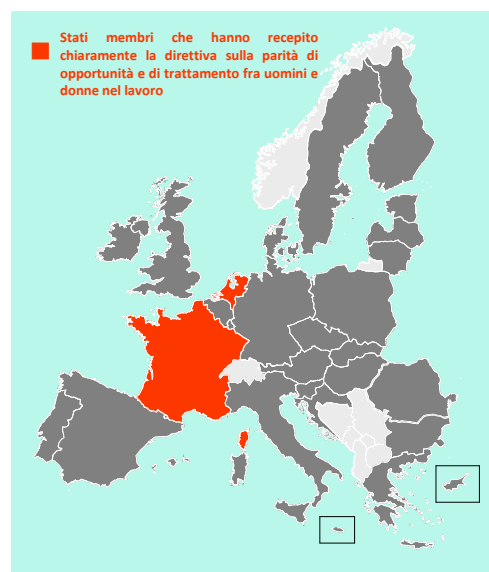 Stati membri che hanno recepito
chiaramente la direttiva sulla parità di
opportunità e di trattamento fra uomini e
donne nel lavoro